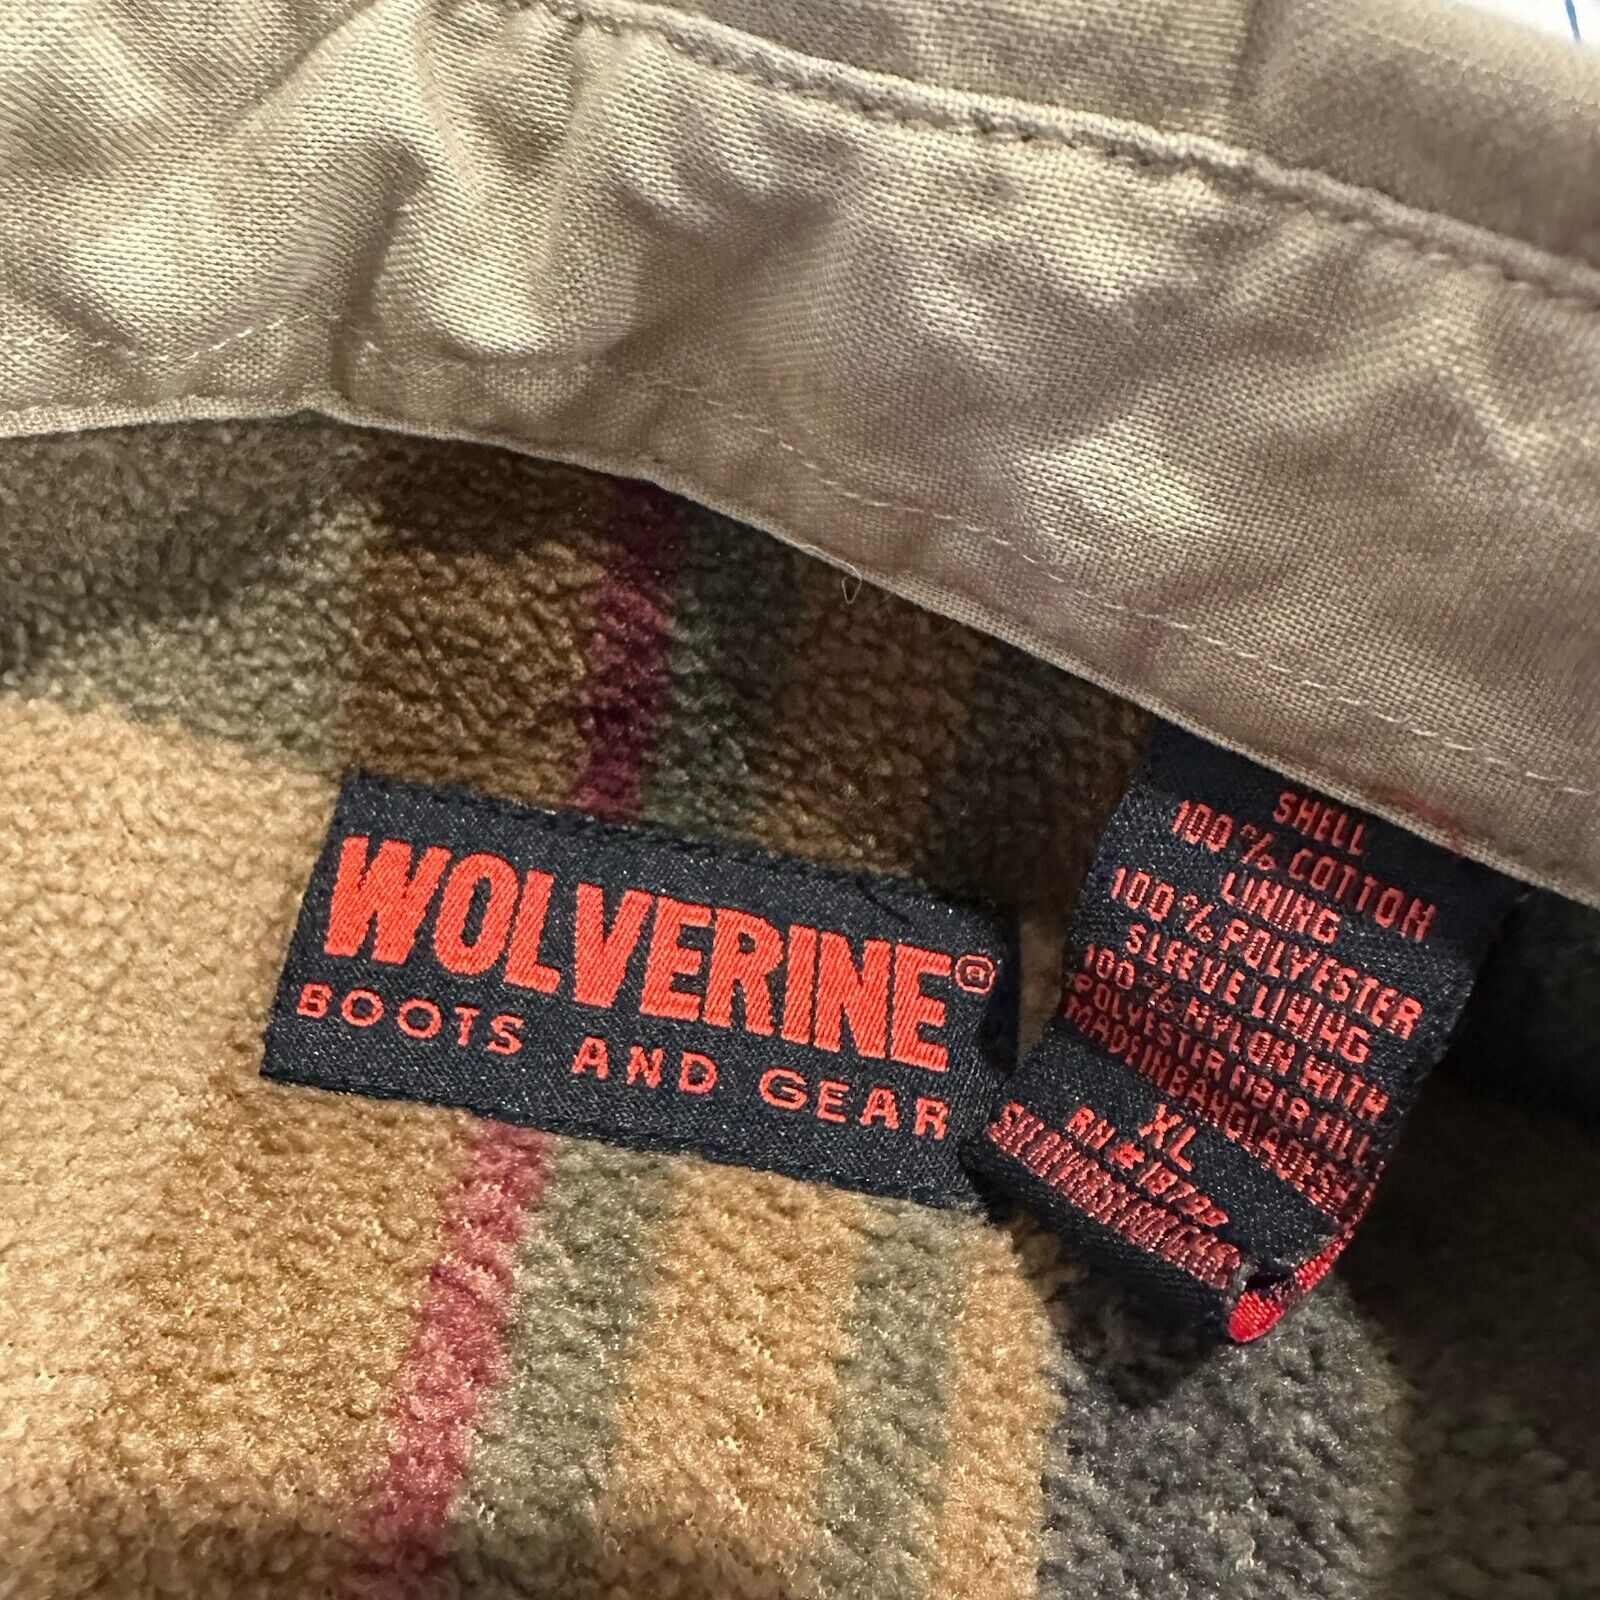 WOLVERINE®
BOOTS AND GEAR
SHELL
100% COTTON
LINING
100% POLYESTER
SLEEVE LINING
100% NYLON WITH
POLYESTER FIBER FILL
MADE IN BANGLADESH
XL
RN#